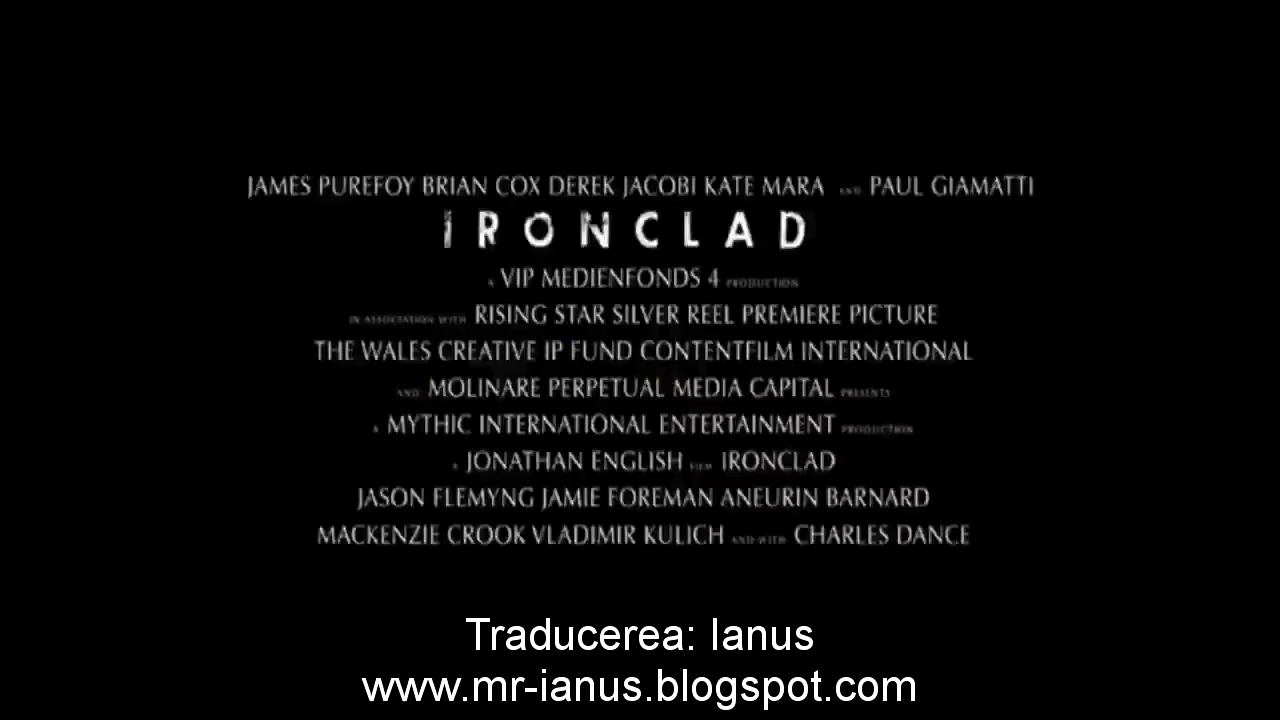 JAMES PUREFOY BRIAN COX DEREK JACOBI KATE MARA AND PAUL GIAMATTI
IRONCLAD
A VIP MEDIENFONDS 4 PRODUCTION
IN ASSOCIATION WITH RISING STAR SILVER REEL PREMIERE PICTURE
THE WALES CREATIVE IP FUND CONTENTFILM INTERNATIONAL
AND MOLINARE PERPETUAL MEDIA CAPITAL PRESENTS
A MYTHIC INTERNATIONAL ENTERTAINMENT PRODUCTION
A JONATHAN ENGLISH FILM IRONCLAD
JASON FLEMYNG JAMIE FOREMAN ANEURIN BARNARD
MACKENZIE CROOK VLADIMIR KULICH AND WITH CHARLES DANCE
Traducerea: Ianus
www.mr-ianus.blogspot.com